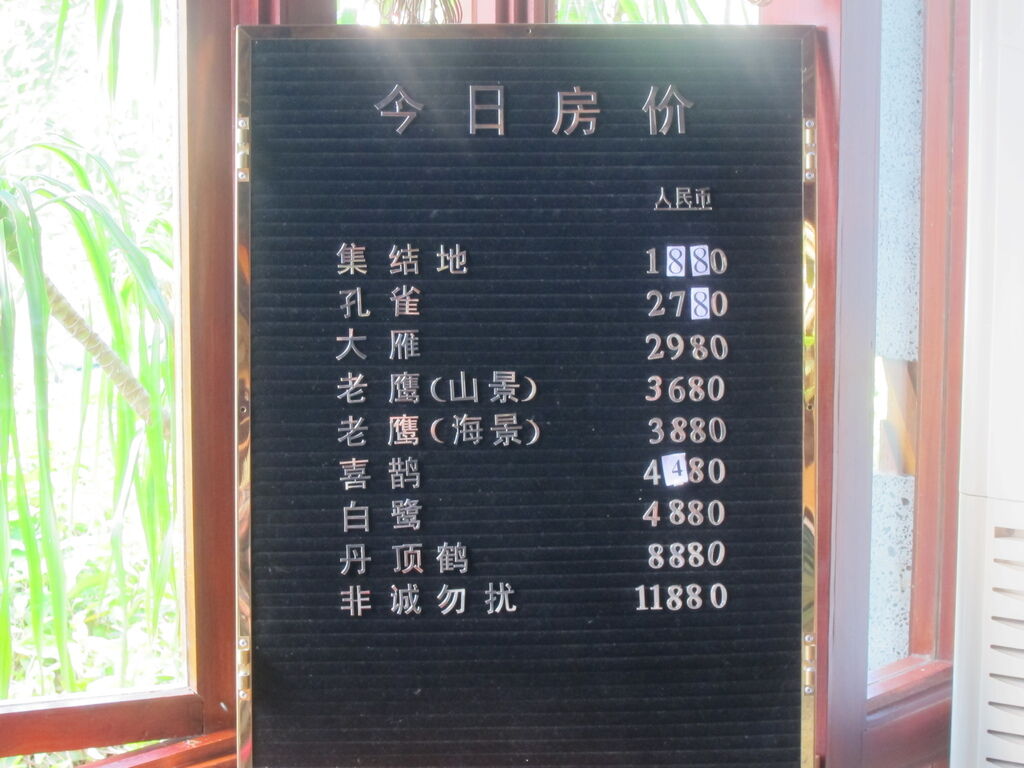 今日房价
人民币
集结地 1880
孔雀 2780
大雁 2980
老鹰(山景) 3680
老鹰(海景) 3880
喜鹊 4480
白鹭 4880
丹顶鹤 8880
非诚勿扰 11880